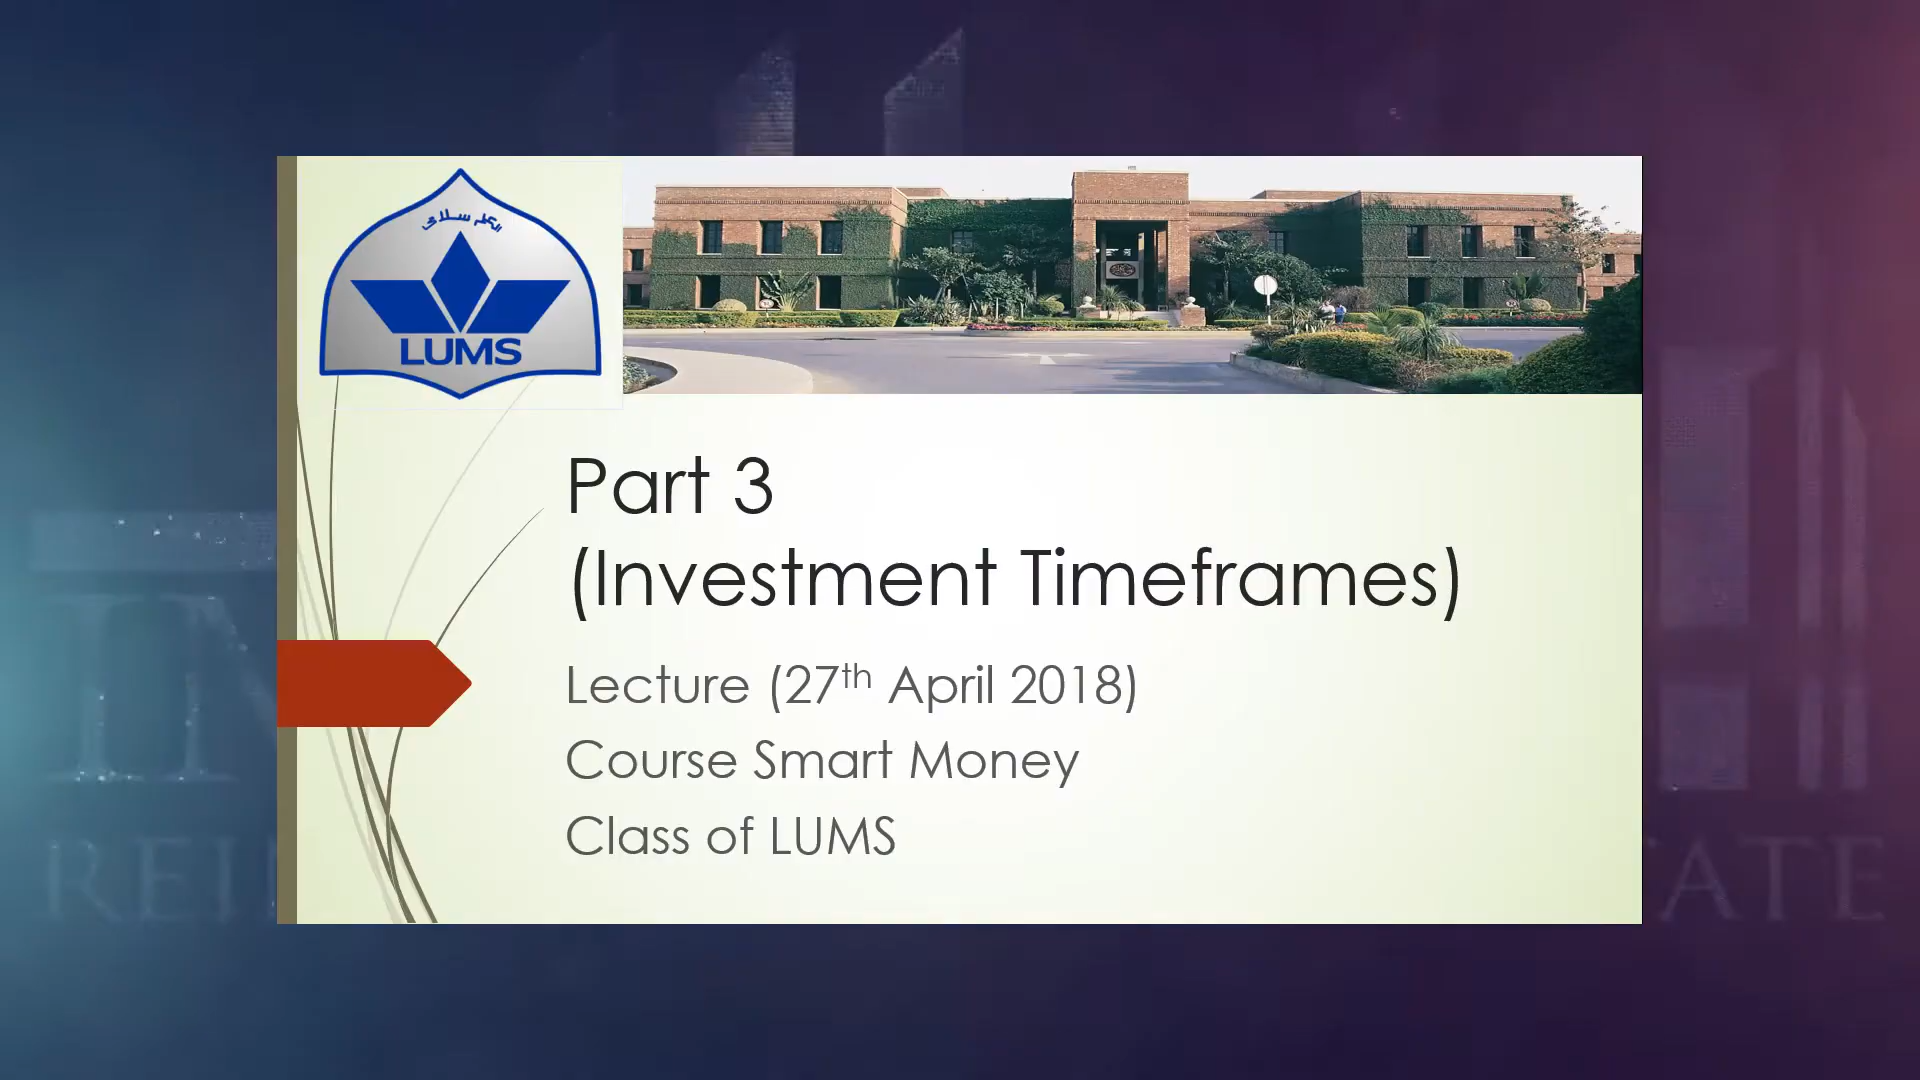 LUMS
Part 3
(Investment Timeframes)
Lecture (27th April 2018)
Course Smart Money
Class of LUMS